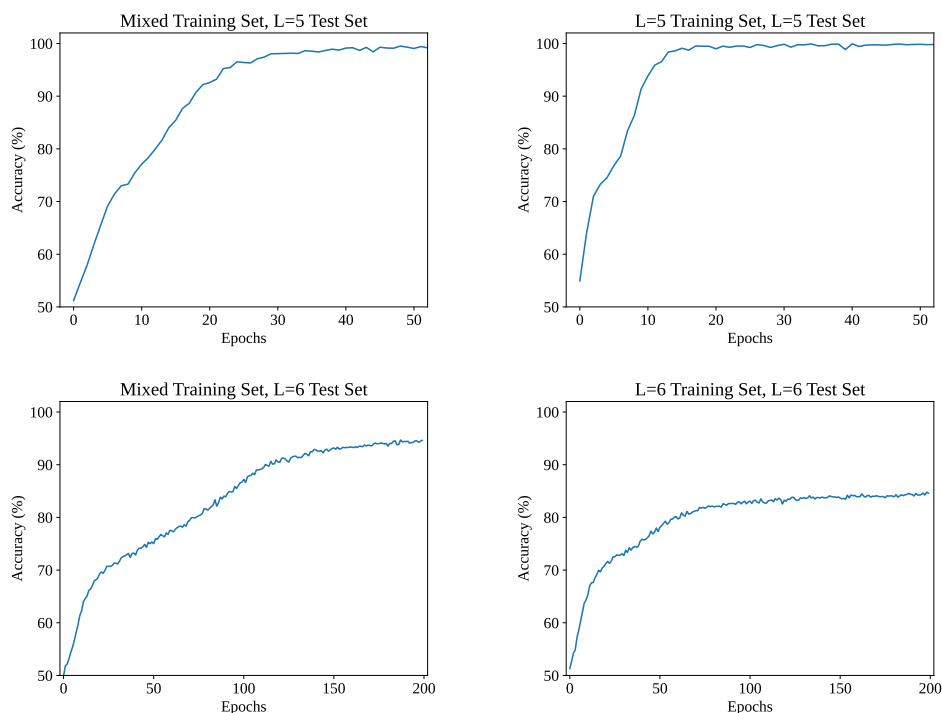 Mixed Training Set, L=5 Test Set
100
90
80
70
60
50
Accuracy (%)
0 10 20 30 40 50
Epochs
L=5 Training Set, L=5 Test Set
100
90
80
70
60
50
Accuracy (%)
0 10 20 30 40 50
Epochs
Mixed Training Set, L=6 Test Set
100
90
80
70
60
50
Accuracy (%)
0 50 100 150 200
Epochs
L=6 Training Set, L=6 Test Set
100
90
80
70
60
50
Accuracy (%)
0 50 100 150 200
Epochs